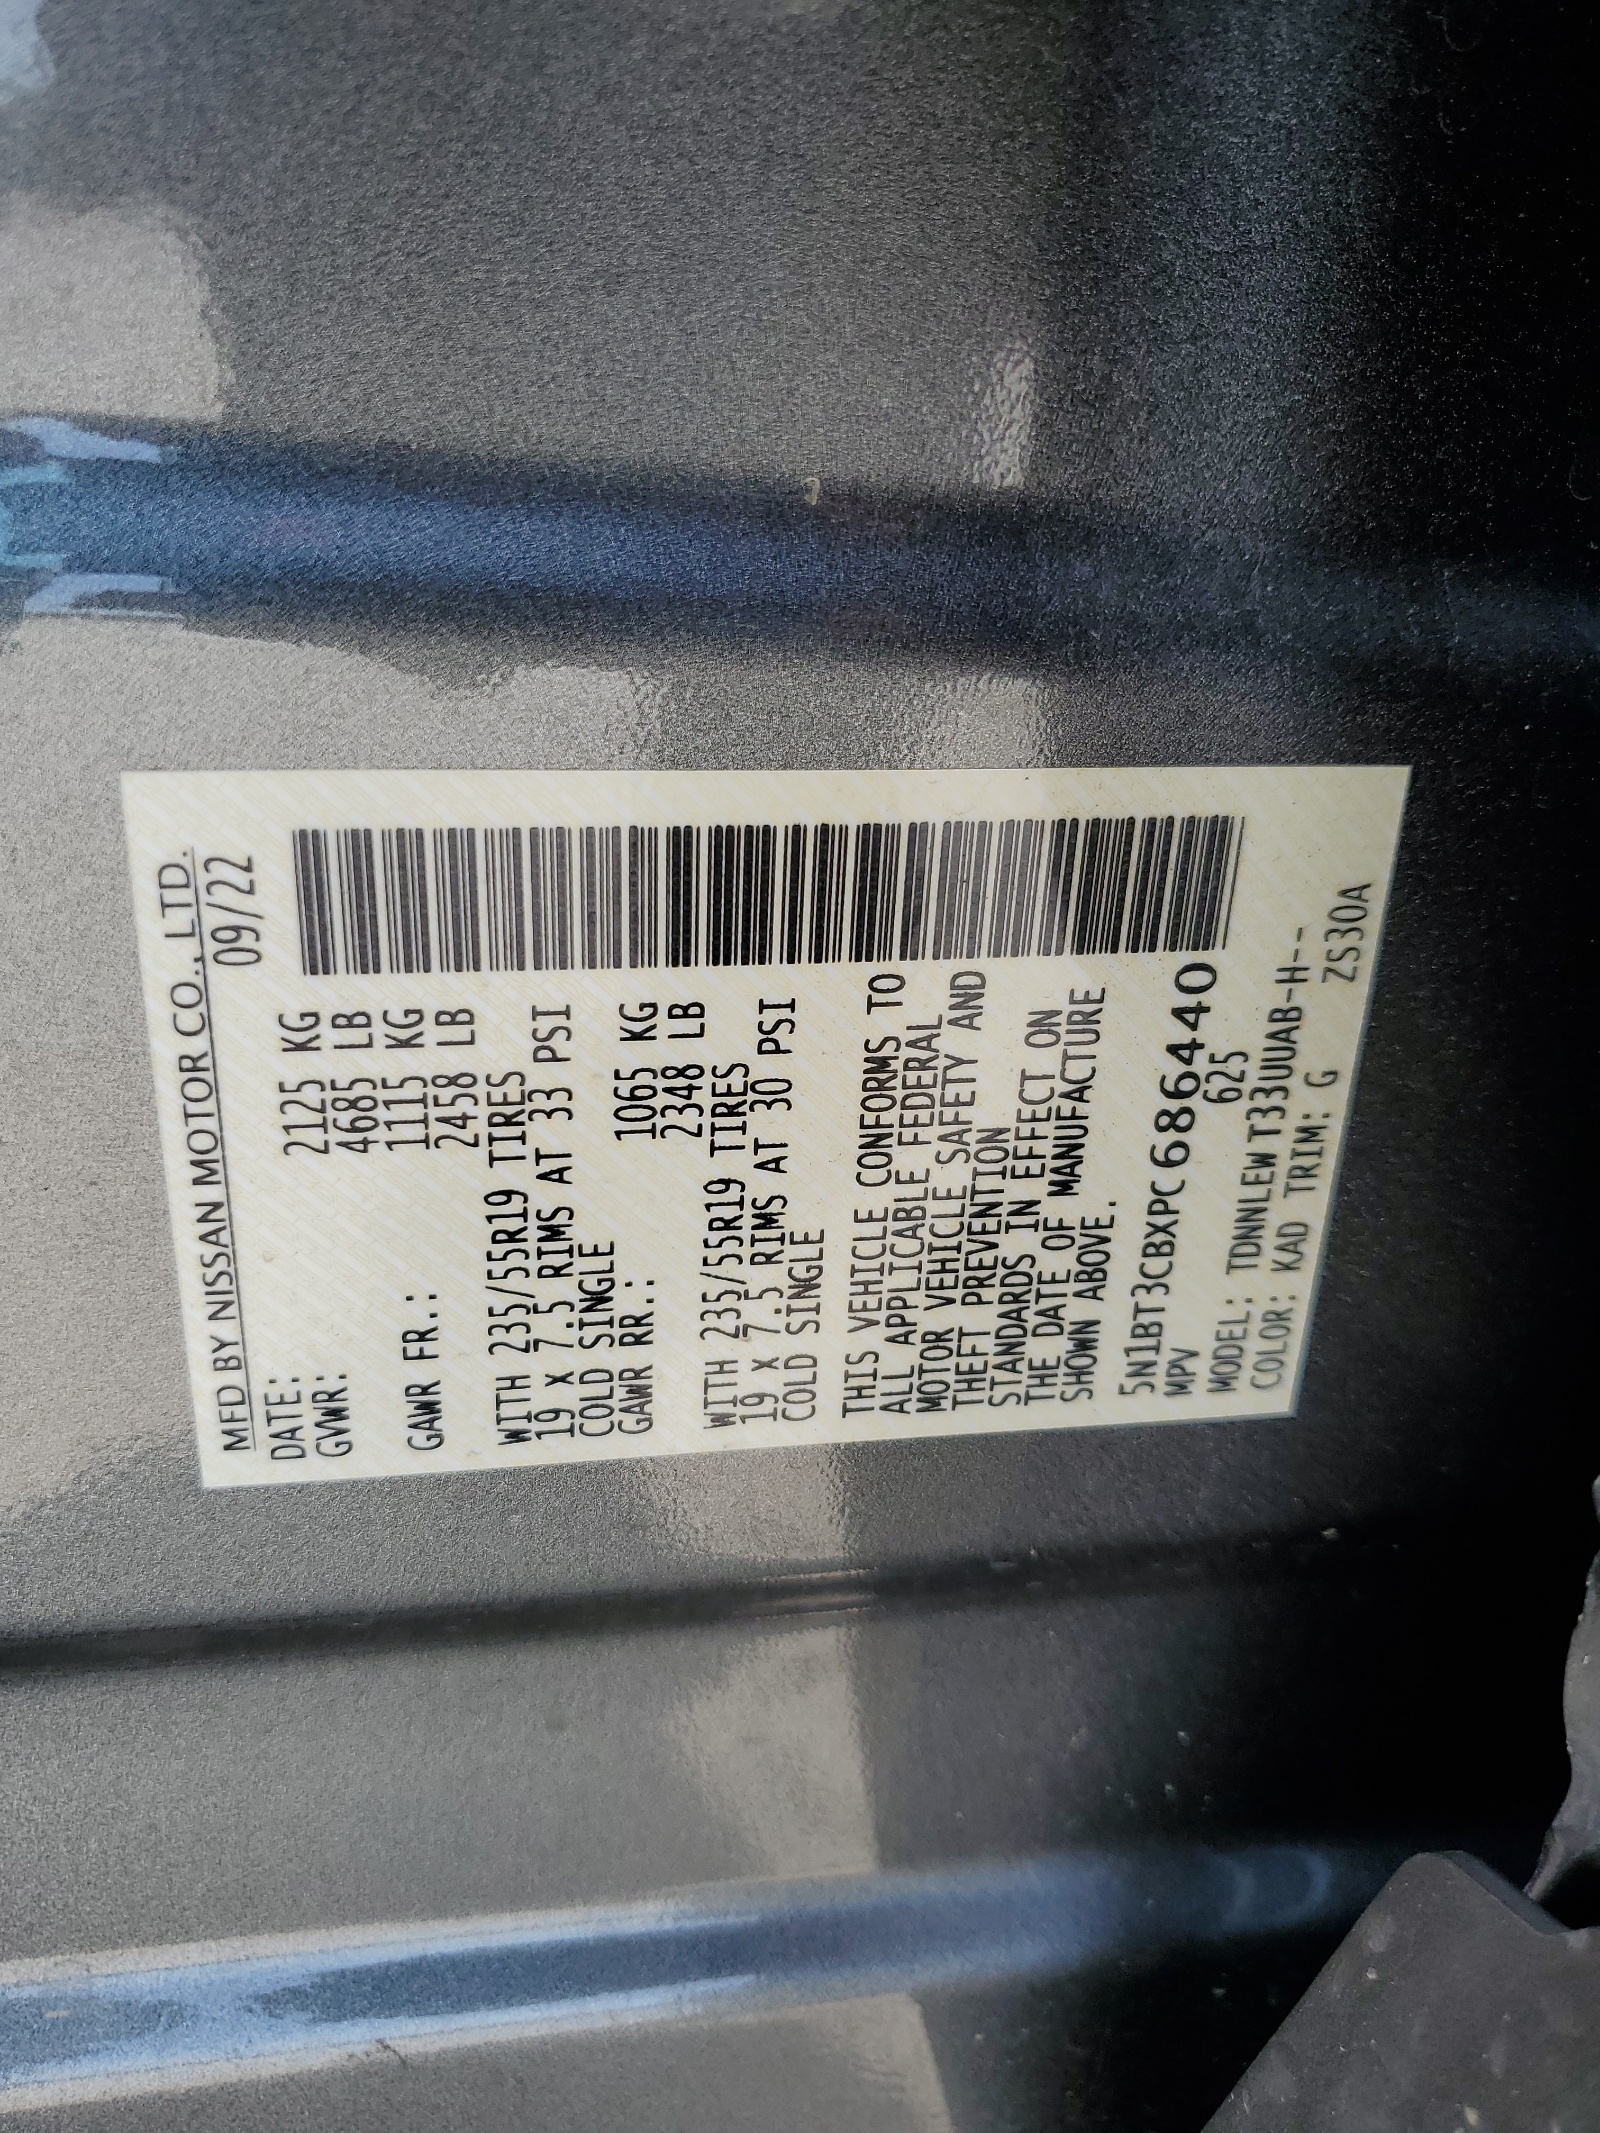 MFD BY NISSAN MOTOR CO., LTD.
DATE: 09/22
GVWR: 2125 KG
4685 LB
GAWR FR.: 1115 KG
2458 LB
WITH 235/55R19 TIRES
19 X 7.5 RIMS AT 33 PSI
COLD SINGLE
GAWR RR.: 1065 KG
2348 LB
WITH 235/55R19 TIRES
19 X 7.5 RIMS AT 30 PSI
COLD SINGLE
THIS VEHICLE CONFORMS TO
ALL APPLICABLE FEDERAL
MOTOR VEHICLE SAFETY AND
THEFT PREVENTION
STANDARDS IN EFFECT ON
THE DATE OF MANUFACTURE
SHOWN ABOVE.
5N1BT3CBXPC686440
MPV 625
MODEL: TDNNLEW T33UUAB-H--
COLOR: KAD TRIM: G ZS30A